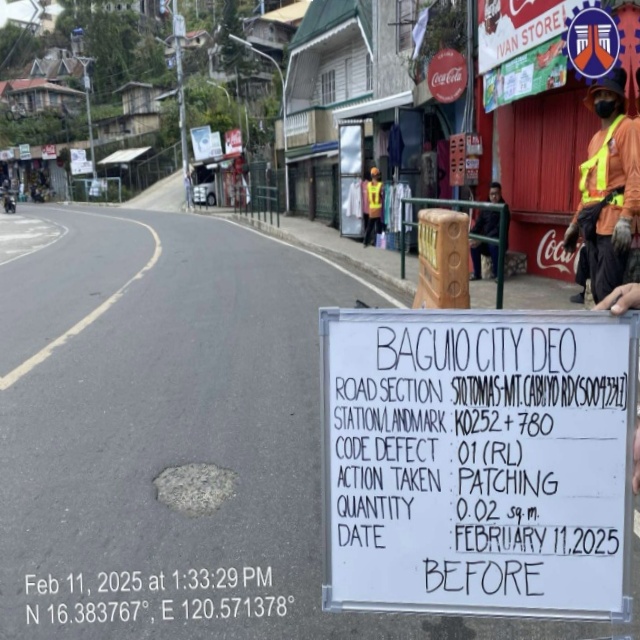 IVAN STORE
Coca-Cola
Coca-Cola
BAGUIO CITY DEO
ROAD SECTION STO TOMAS-MT. CABUYO RD (S00493LZ)
STATION/LANDMARK : K0252 + 780
CODE DEFECT : 01 (RL)
ACTION TAKEN : PATCHING
QUANTITY : 0.02 sq.m.
DATE : FEBRUARY 11, 2025
BEFORE
Feb 11, 2025 at 1:33:29 PM
N 16.383767°, E 120.571378°